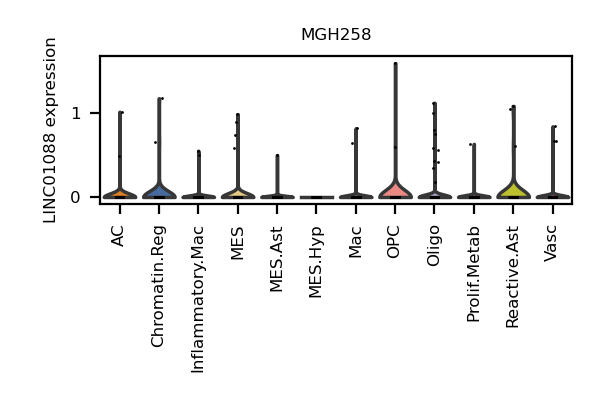 MGH258
LINC01088 expression
1
0
AC
Chromatin.Reg
Inflammatory.Mac
MES
MES.Ast
MES.Hyp
Mac
OPC
Oligo
Prolif.Metab
Reactive.Ast
Vasc